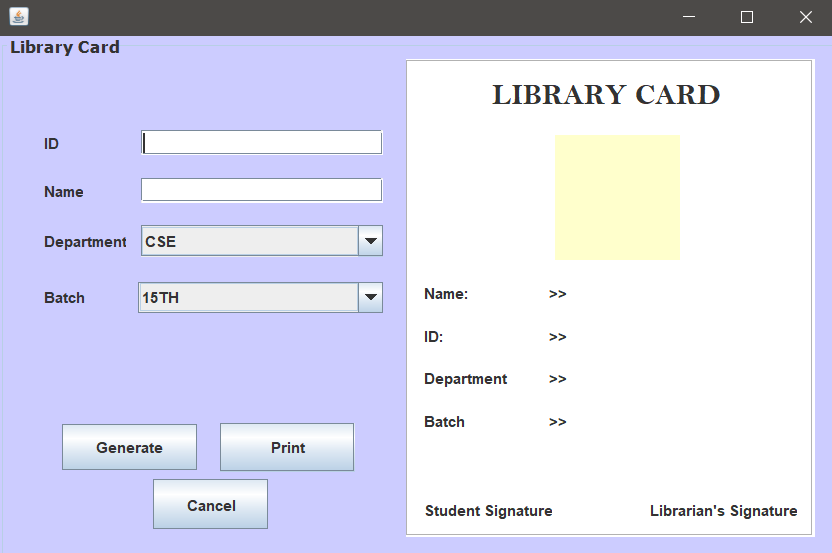 Library Card
ID
Name
Department CSE
Batch 15TH
Generate Print
Cancel
LIBRARY CARD
Name: >>
ID: >>
Department >>
Batch >>
Student Signature Librarian's Signature